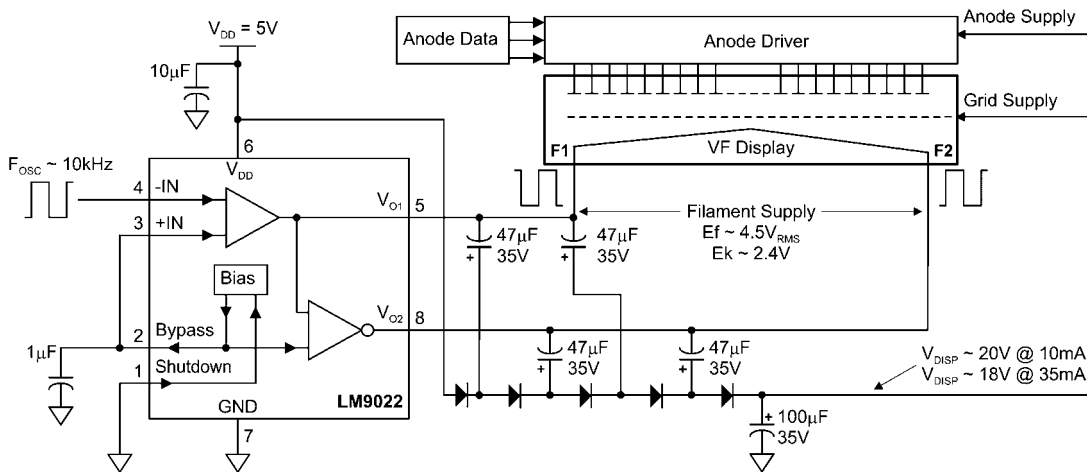 V_DD = 5V
10μF
Anode Data
Anode Driver
Anode Supply
Grid Supply
F1
VF Display
F2
F_OSC ~ 10kHz
6
V_DD
4
-IN
3
+IN
V_O1
5
47μF
35V
+
47μF
35V
+
Filament Supply
Ef ~ 4.5V_RMS
Ek ~ 2.4V
Bias
V_O2
8
2
Bypass
1μF
1
Shutdown
LM9022
GND
7
47μF
35V
+
47μF
35V
+
V_DISP ~ 20V @ 10mA
V_DISP ~ 18V @ 35mA
+ 100μF
35V